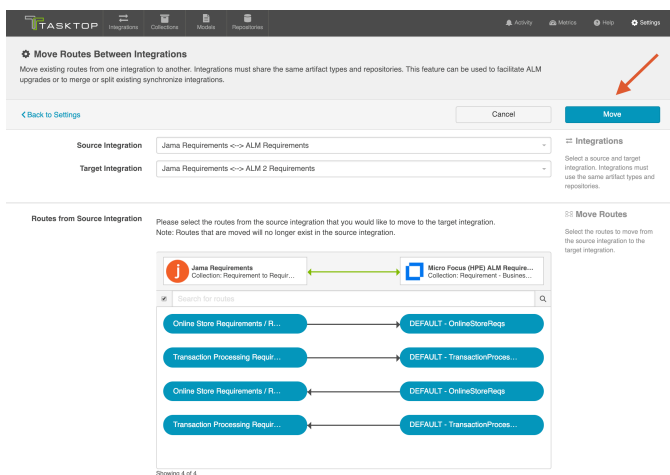 TASKTOP
Integrations
Collections
Models
Repositories
Activity
Metrics
Help
Settings
Move Routes Between Integrations
Move existing routes from one integration to another. Integrations must share the same artifact types and repositories. This feature can be used to facilitate ALM
upgrades or to merge or split existing synchronize integrations.
Back to Settings
Cancel
Move
Source Integration
Jama Requirements <--> ALM Requirements
Target Integration
Jama Requirements <--> ALM 2 Requirements
Integrations
Select a source and target
integration. Integrations must
use the same artifact types and
repositories.
Routes from Source Integration
Please select the routes from the source integration that you would like to move to the target integration.
Note: Routes that are moved will no longer exist in the source integration.
Move Routes
Select the routes to move from
the source integration to the
target integration.
j
Jama Requirements
Collection: Requirement to Requir...
Micro Focus (HPE) ALM Require...
Collection: Requirement - Busines...
Search for routes
Online Store Requirements / R...
DEFAULT - OnlineStoreReqs
Transaction Processing Requir...
DEFAULT - TransactionProces...
Online Store Requirements / R...
DEFAULT - OnlineStoreReqs
Transaction Processing Requir...
DEFAULT - TransactionProces...
Showing 4 of 4